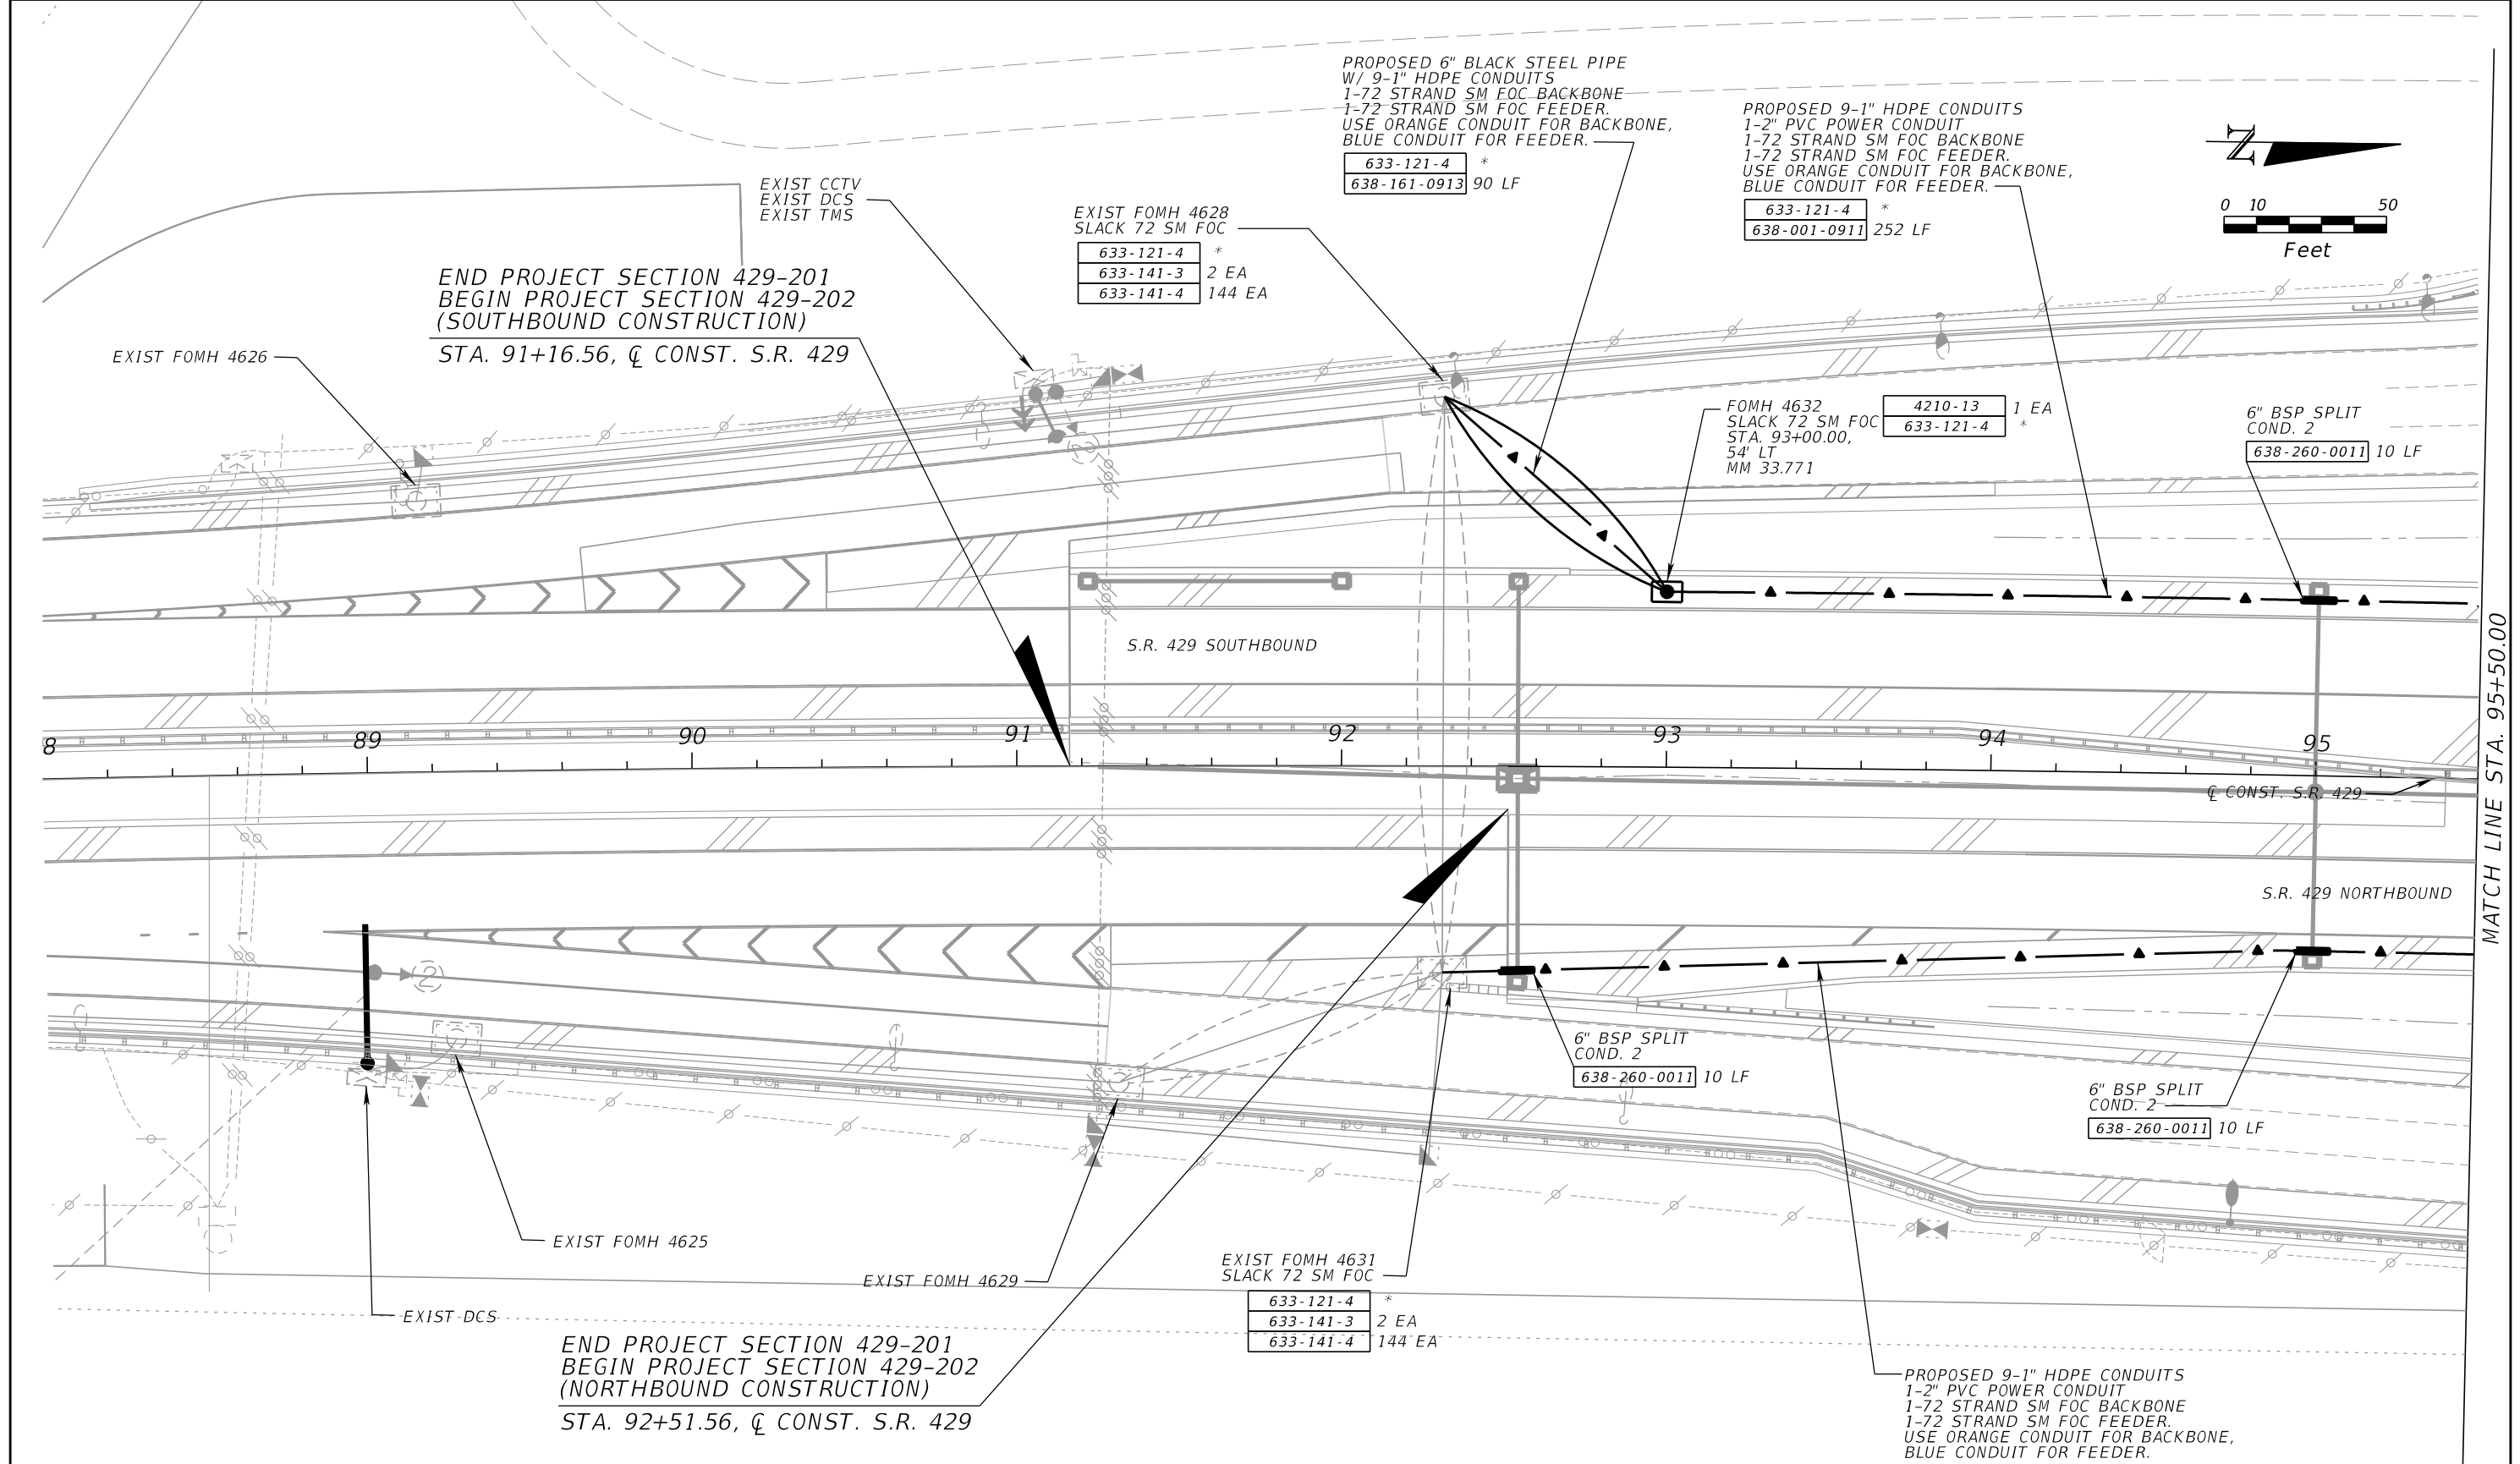 PROPOSED 6" BLACK STEEL PIPE
W/ 9-1" HDPE CONDUITS
1-72 STRAND SM FOC BACKBONE
1-72 STRAND SM FOC FEEDER.
USE ORANGE CONDUIT FOR BACKBONE,
BLUE CONDUIT FOR FEEDER.
633-121-4 *
638-161-0913 90 LF
PROPOSED 9-1" HDPE CONDUITS
1-2" PVC POWER CONDUIT
1-72 STRAND SM FOC BACKBONE
1-72 STRAND SM FOC FEEDER.
USE ORANGE CONDUIT FOR BACKBONE,
BLUE CONDUIT FOR FEEDER.
633-121-4 *
638-001-0911 252 LF
N
0 10 50
Feet
EXIST CCTV
EXIST DCS
EXIST TMS
EXIST FOMH 4628
SLACK 72 SM FOC
633-121-4 *
633-141-3 2 EA
633-141-4 144 EA
END PROJECT SECTION 429-201
BEGIN PROJECT SECTION 429-202
(SOUTHBOUND CONSTRUCTION)
STA. 91+16.56, ℄ CONST. S.R. 429
EXIST FOMH 4626
FOMH 4632
SLACK 72 SM FOC
STA. 93+00.00,
54' LT
MM 33.771
4210-13 1 EA
633-121-4 *
6" BSP SPLIT
COND. 2
638-260-0011 10 LF
S.R. 429 SOUTHBOUND
8 89 90 91 92 93 94 95
℄ CONST. S.R. 429
MATCH LINE STA. 95+50.00
S.R. 429 NORTHBOUND
2
6" BSP SPLIT
COND. 2
638-260-0011 10 LF
6" BSP SPLIT
COND. 2
638-260-0011 10 LF
EXIST FOMH 4625
EXIST FOMH 4629
EXIST DCS
EXIST FOMH 4631
SLACK 72 SM FOC
633-121-4 *
633-141-3 2 EA
633-141-4 144 EA
END PROJECT SECTION 429-201
BEGIN PROJECT SECTION 429-202
(NORTHBOUND CONSTRUCTION)
STA. 92+51.56, ℄ CONST. S.R. 429
PROPOSED 9-1" HDPE CONDUITS
1-2" PVC POWER CONDUIT
1-72 STRAND SM FOC BACKBONE
1-72 STRAND SM FOC FEEDER.
USE ORANGE CONDUIT FOR BACKBONE,
BLUE CONDUIT FOR FEEDER.